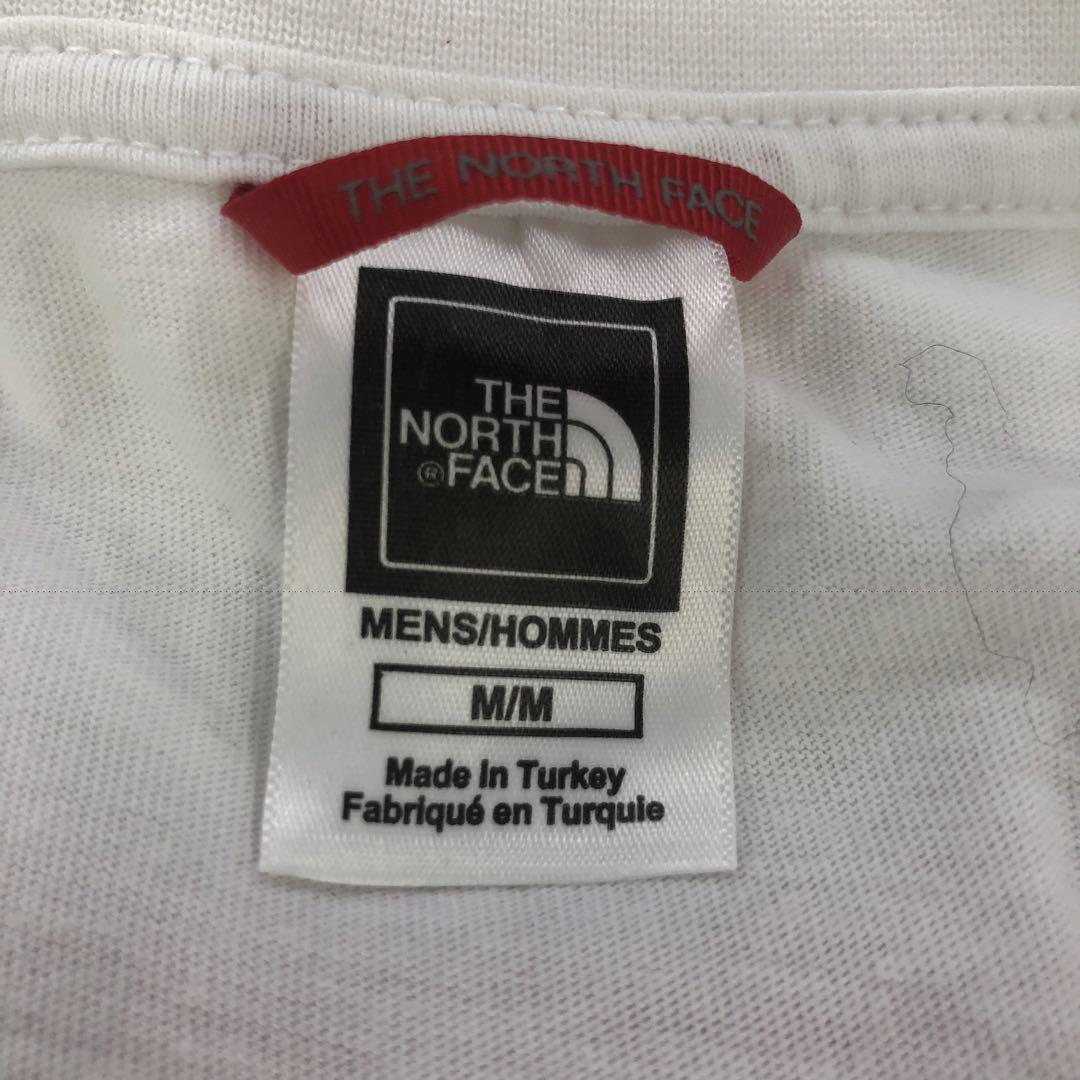 THE NORTH FACE
THE
NORTH
®FACE
MENS/HOMMES
M/M
Made in Turkey
Fabriqué en Turquie